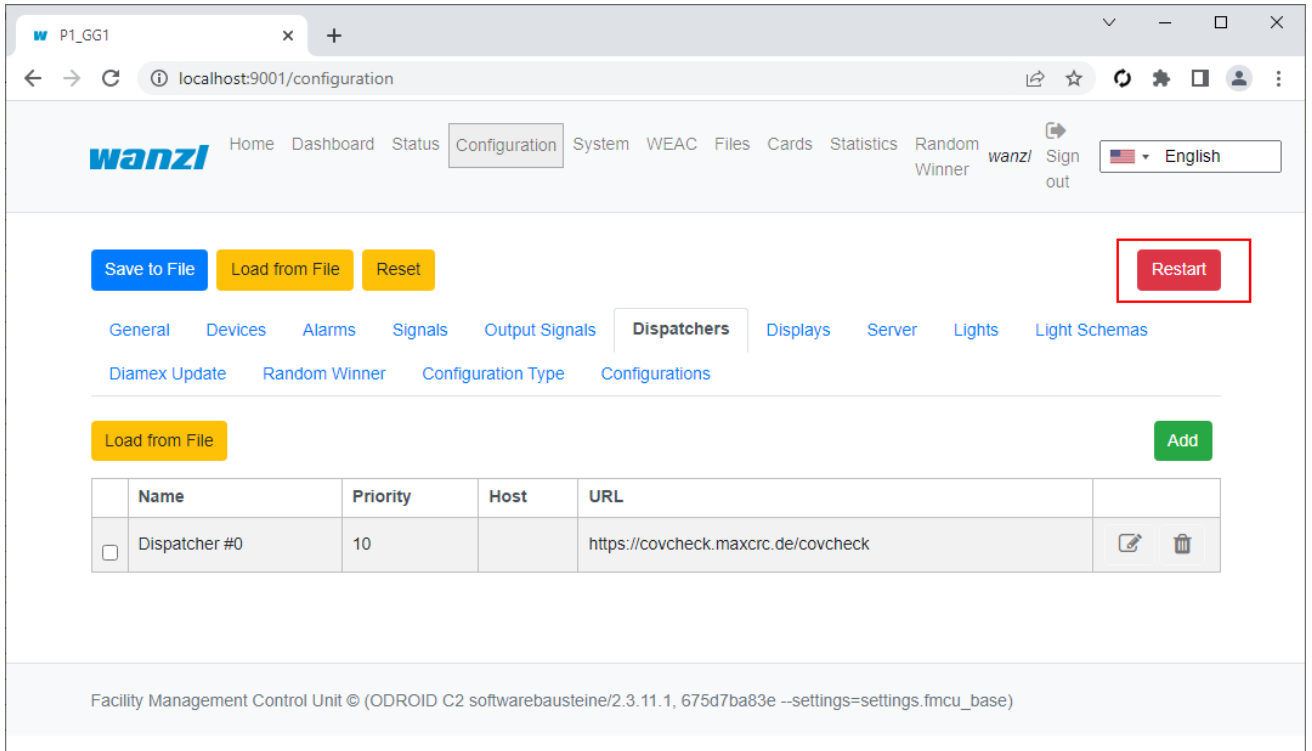 P1_GG1
localhost:9001/configuration
wanzl Home Dashboard Status Configuration System WEAC Files Cards Statistics Random Winner wanzl Sign out English
Save to File Load from File Reset Restart
General Devices Alarms Signals Output Signals Dispatchers Displays Server Lights Light Schemas
Diamex Update Random Winner Configuration Type Configurations
Load from File Add
Name Priority Host URL
Dispatcher #0 10 https://covcheck.maxcrc.de/covcheck
Facility Management Control Unit © (ODROID C2 softwarebausteine/2.3.11.1, 675d7ba83e --settings=settings.fmcu_base)